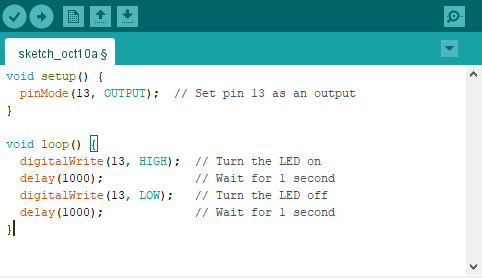 sketch_oct10a §
void setup() {
  pinMode(13, OUTPUT);  // Set pin 13 as an output
}

void loop() {
  digitalWrite(13, HIGH);  // Turn the LED on
  delay(1000);             // Wait for 1 second
  digitalWrite(13, LOW);   // Turn the LED off
  delay(1000);             // Wait for 1 second
}